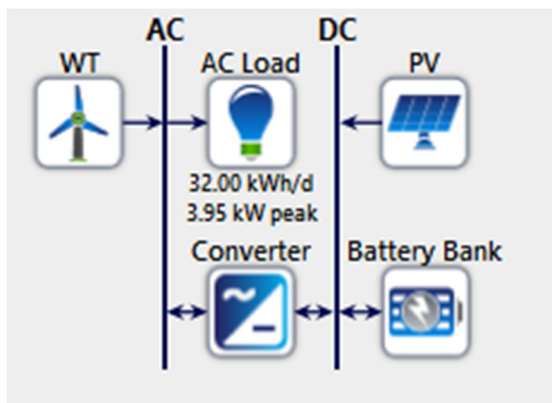 AC DC
WT AC Load PV
32.00 kWh/d
3.95 kW peak
Converter Battery Bank